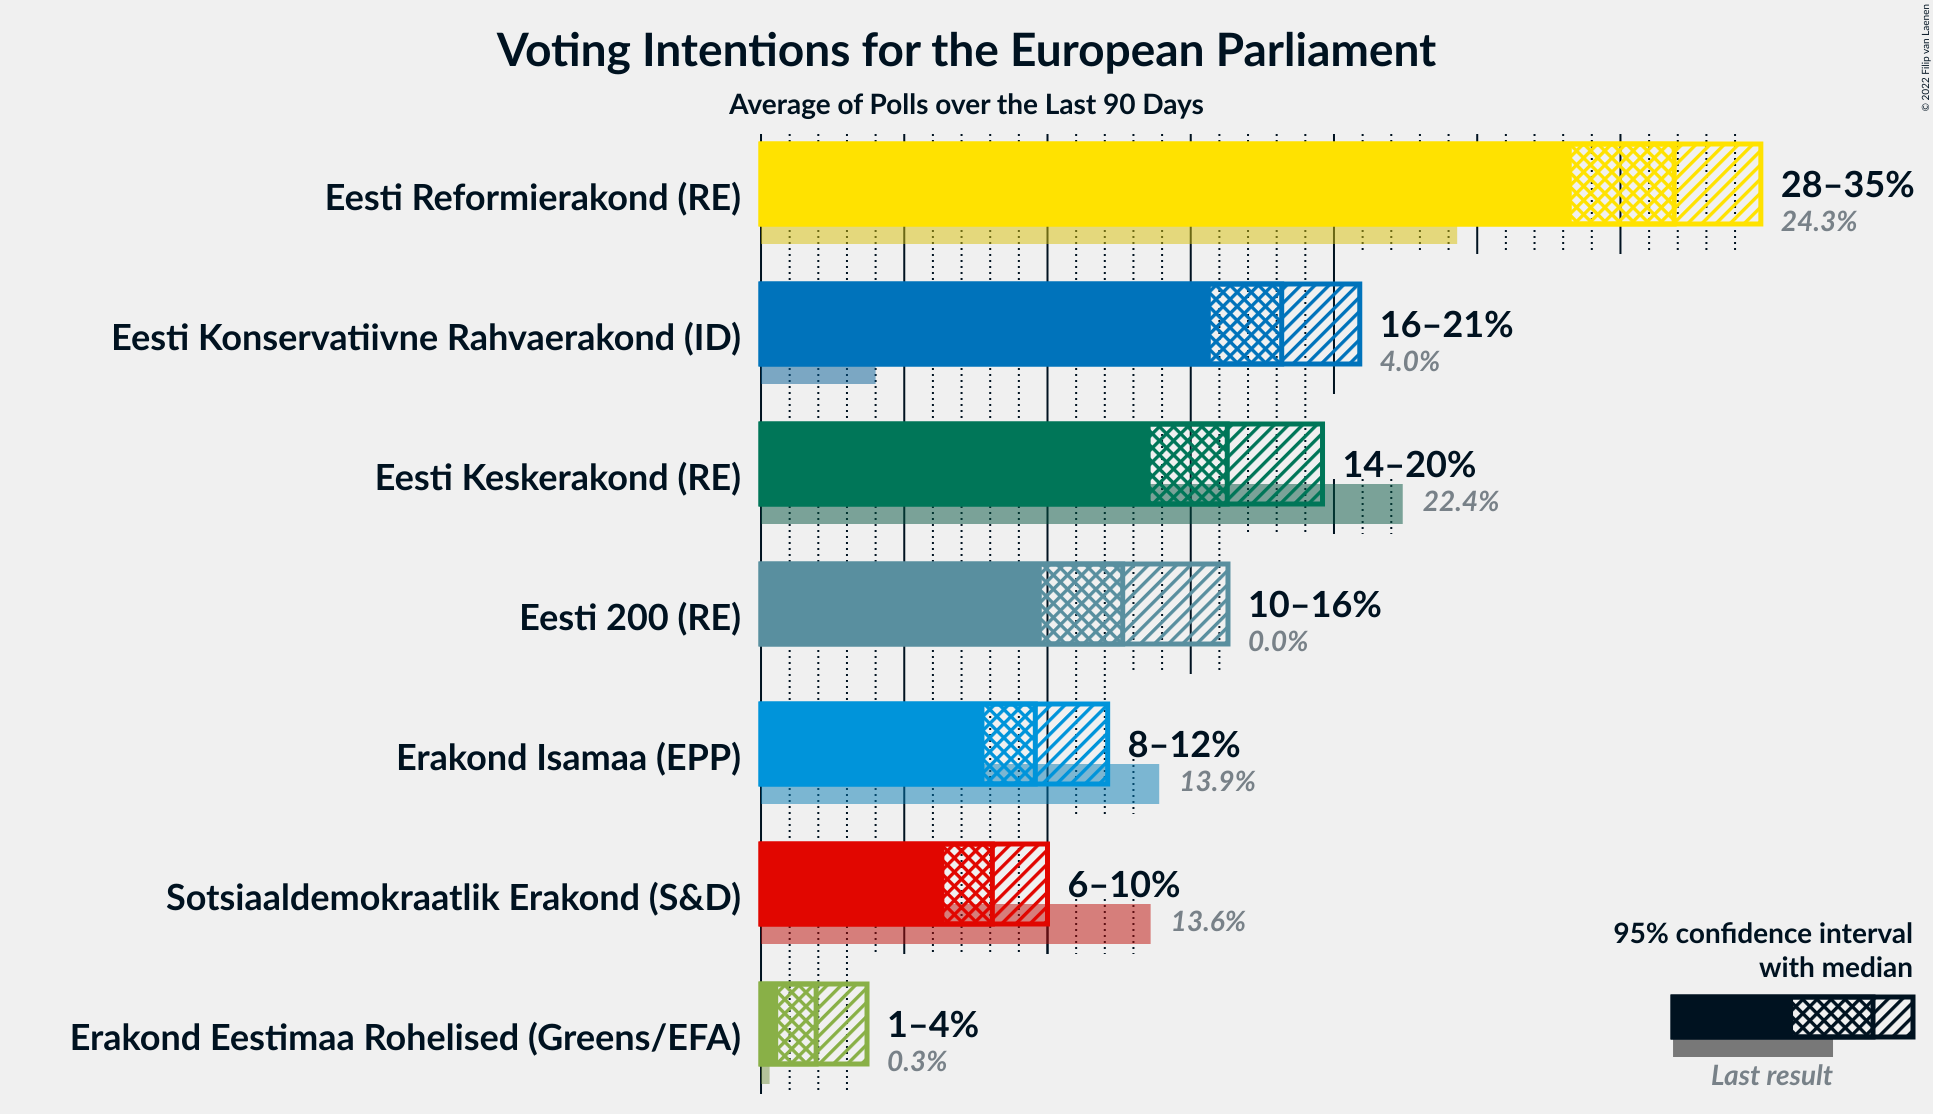 © 2022 Filip van Laenen
Voting Intentions for the European Parliament
Average of Polls over the Last 90 Days
Eesti Reformierakond (RE)
28–35%
24.3%
Eesti Konservatiivne Rahvaerakond (ID)
16–21%
4.0%
Eesti Keskerakond (RE)
14–20%
22.4%
Eesti 200 (RE)
10–16%
0.0%
Erakond Isamaa (EPP)
8–12%
13.9%
Sotsiaaldemokraatlik Erakond (S&D)
6–10%
13.6%
Erakond Eestimaa Rohelised (Greens/EFA)
1–4%
0.3%
95% confidence interval
with median
Last result